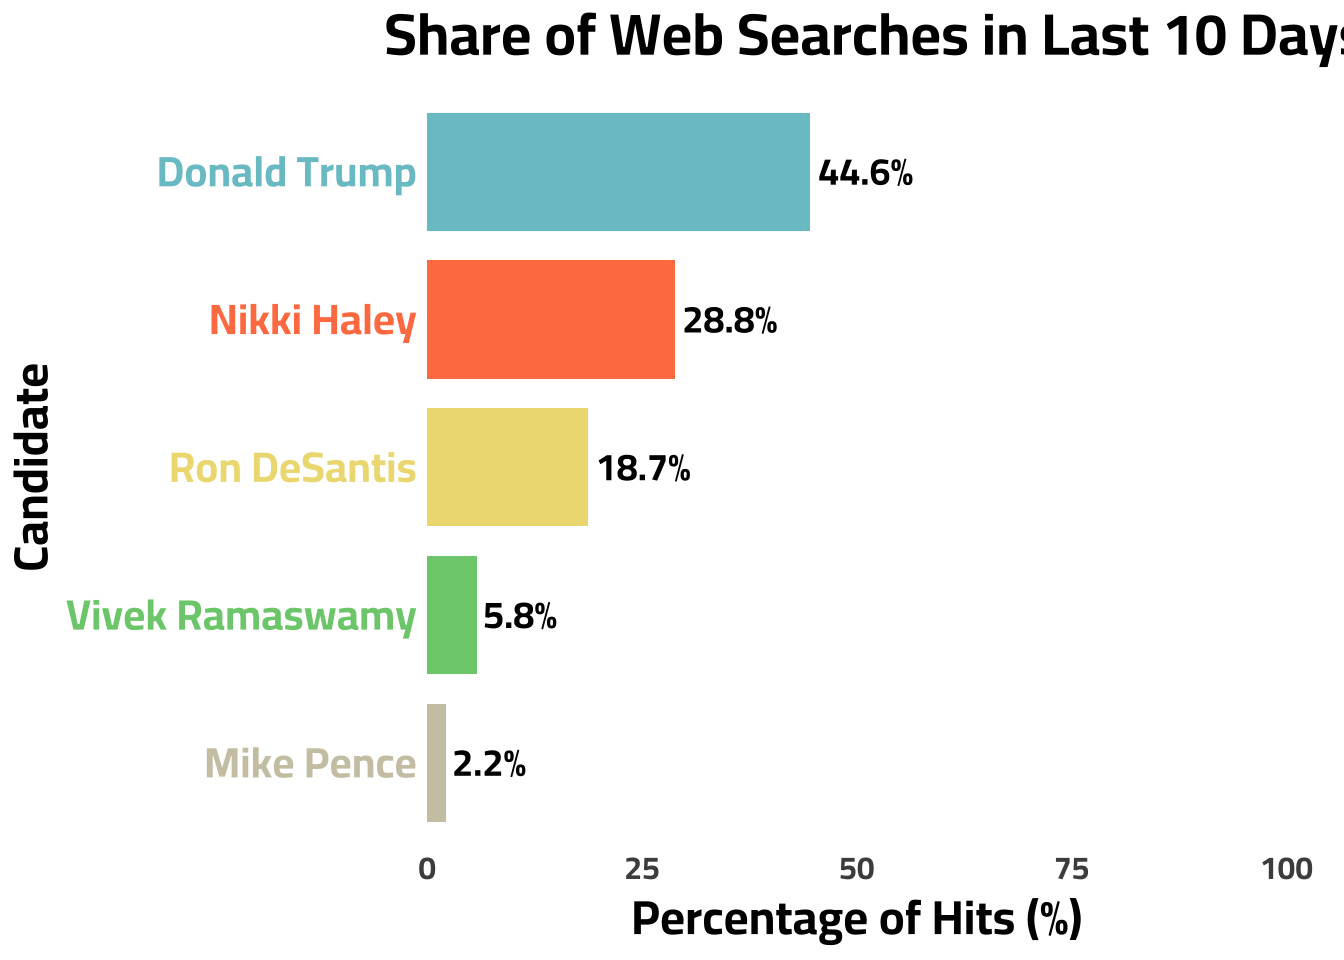 Share of Web Searches in Last 10 Days
Donald Trump
44.6%
Nikki Haley
28.8%
Ron DeSantis
18.7%
Vivek Ramaswamy
5.8%
Mike Pence
2.2%
Candidate
0 25 50 75 100
Percentage of Hits (%)